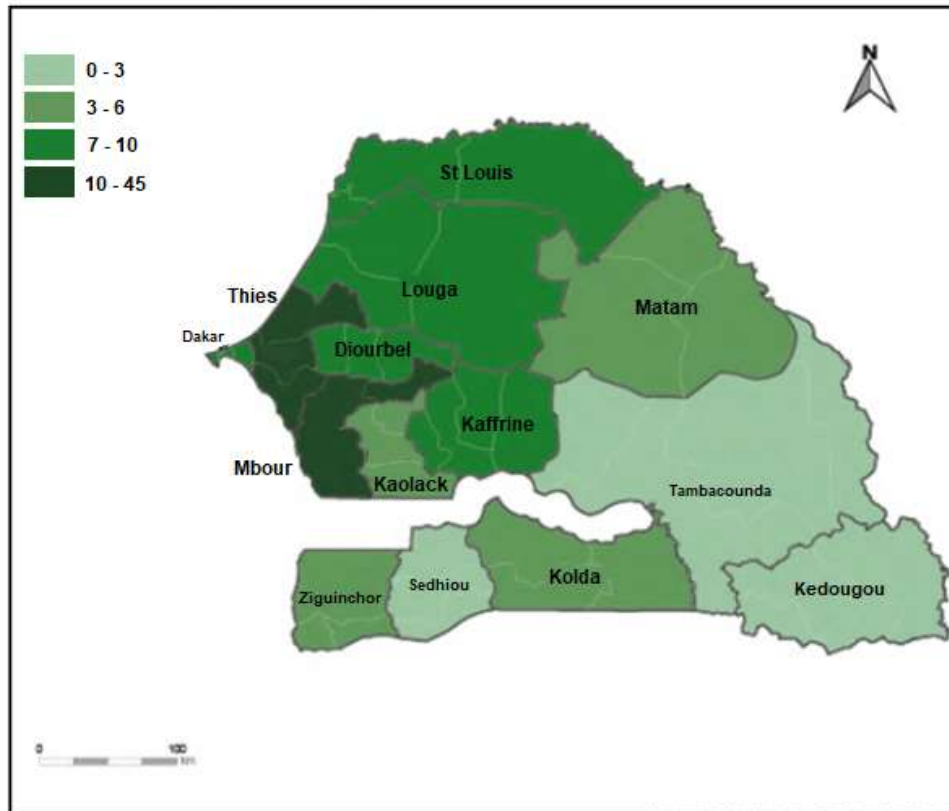 0 - 3
3 - 6
7 - 10
10 - 45
N
St Louis
Louga
Matam
Thies
Dakar
Diourbel
Kaffrine
Mbour
Kaolack
Tambacounda
Ziguinchor
Sedhiou
Kolda
Kedougou
0 100
km